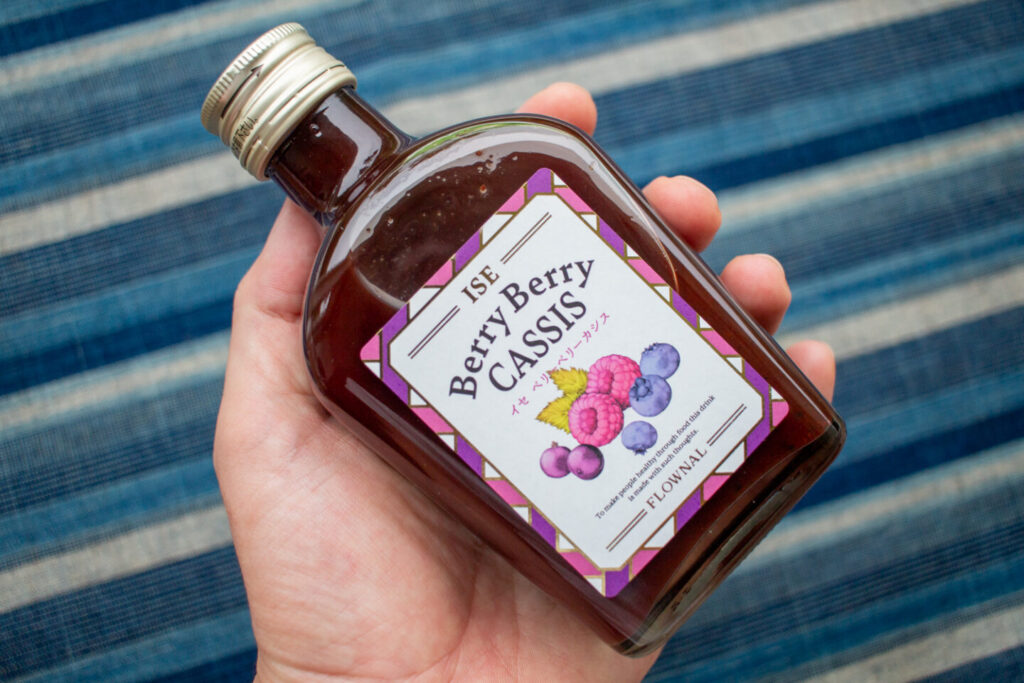 ISE
Berry Berry
CASSIS
イセ ベリーベリーカシス
To make people healthy through food this drink
is made with such thoughts.
FLOWNAL